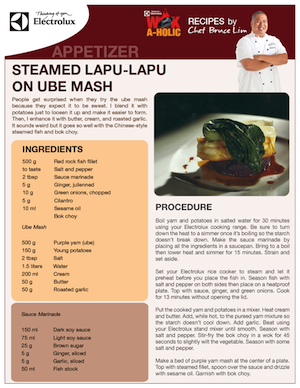 Thinking of you
Electrolux
Electrolux
WOK
A-HOLIC
RECIPES by
Chef Bruce Lim
APPETIZER
STEAMED LAPU-LAPU
ON UBE MASH
People get surprised when they try the ube mash
because they expect it to be sweet. I blend it with
potatoes just to loosen it up and make it easier to form.
Then, I enhance it with butter, cream, and roasted garlic.
It sounds weird but it goes so well with the Chinese-style
steamed fish and bok choy.
INGREDIENTS
500 g Red rock fish fillet
to taste Salt and pepper
2 tbsp Sauce marinade
5 g Ginger, julienned
10 g Green onions, chopped
5 g Cilantro
10 ml Sesame oil
Bok choy
Ube Mash
500 g Purple yam (ube)
150 g Young potatoes
2 tbsp Salt
1.5 liters Water
200 ml Cream
50 g Butter
50 g Roasted garlic
Sauce Marinade
150 ml Dark soy sauce
75 ml Light soy sauce
25 g Brown sugar
5 g Ginger, sliced
5 g Garlic, sliced
50 ml Fish stock
PROCEDURE
Boil yam and potatoes in salted water for 30 minutes
using your Electrolux cooking range. Be sure to turn
down the heat to a simmer once it's boiling so the starch
doesn't break down. Make the sauce marinade by
placing all the ingredients in a saucepan. Bring to a boil
then lower heat and simmer for 15 minutes. Strain and
set aside.
Set your Electrolux rice cooker to steam and let it
preheat before you place the fish in. Season fish with
salt and pepper on both sides then place on a heatproof
plate. Top with sauce, ginger, and green onions. Cook
for 13 minutes without opening the lid.
Put the cooked yam and potatoes in a mixer. Heat cream
and butter. Add, while hot, to the pureed yam mixture so
the starch doesn't cool down. Add garlic. Beat using
your Electrolux stand mixer until smooth. Season with
salt and pepper. Stir-fry the bok choy in a wok for 45
seconds to slightly wilt the vegetable. Season with some
salt and pepper.
Make a bed of purple yam mash at the center of a plate.
Top with steamed fillet, spoon over the sauce and drizzle
with sesame oil. Garnish with bok choy.